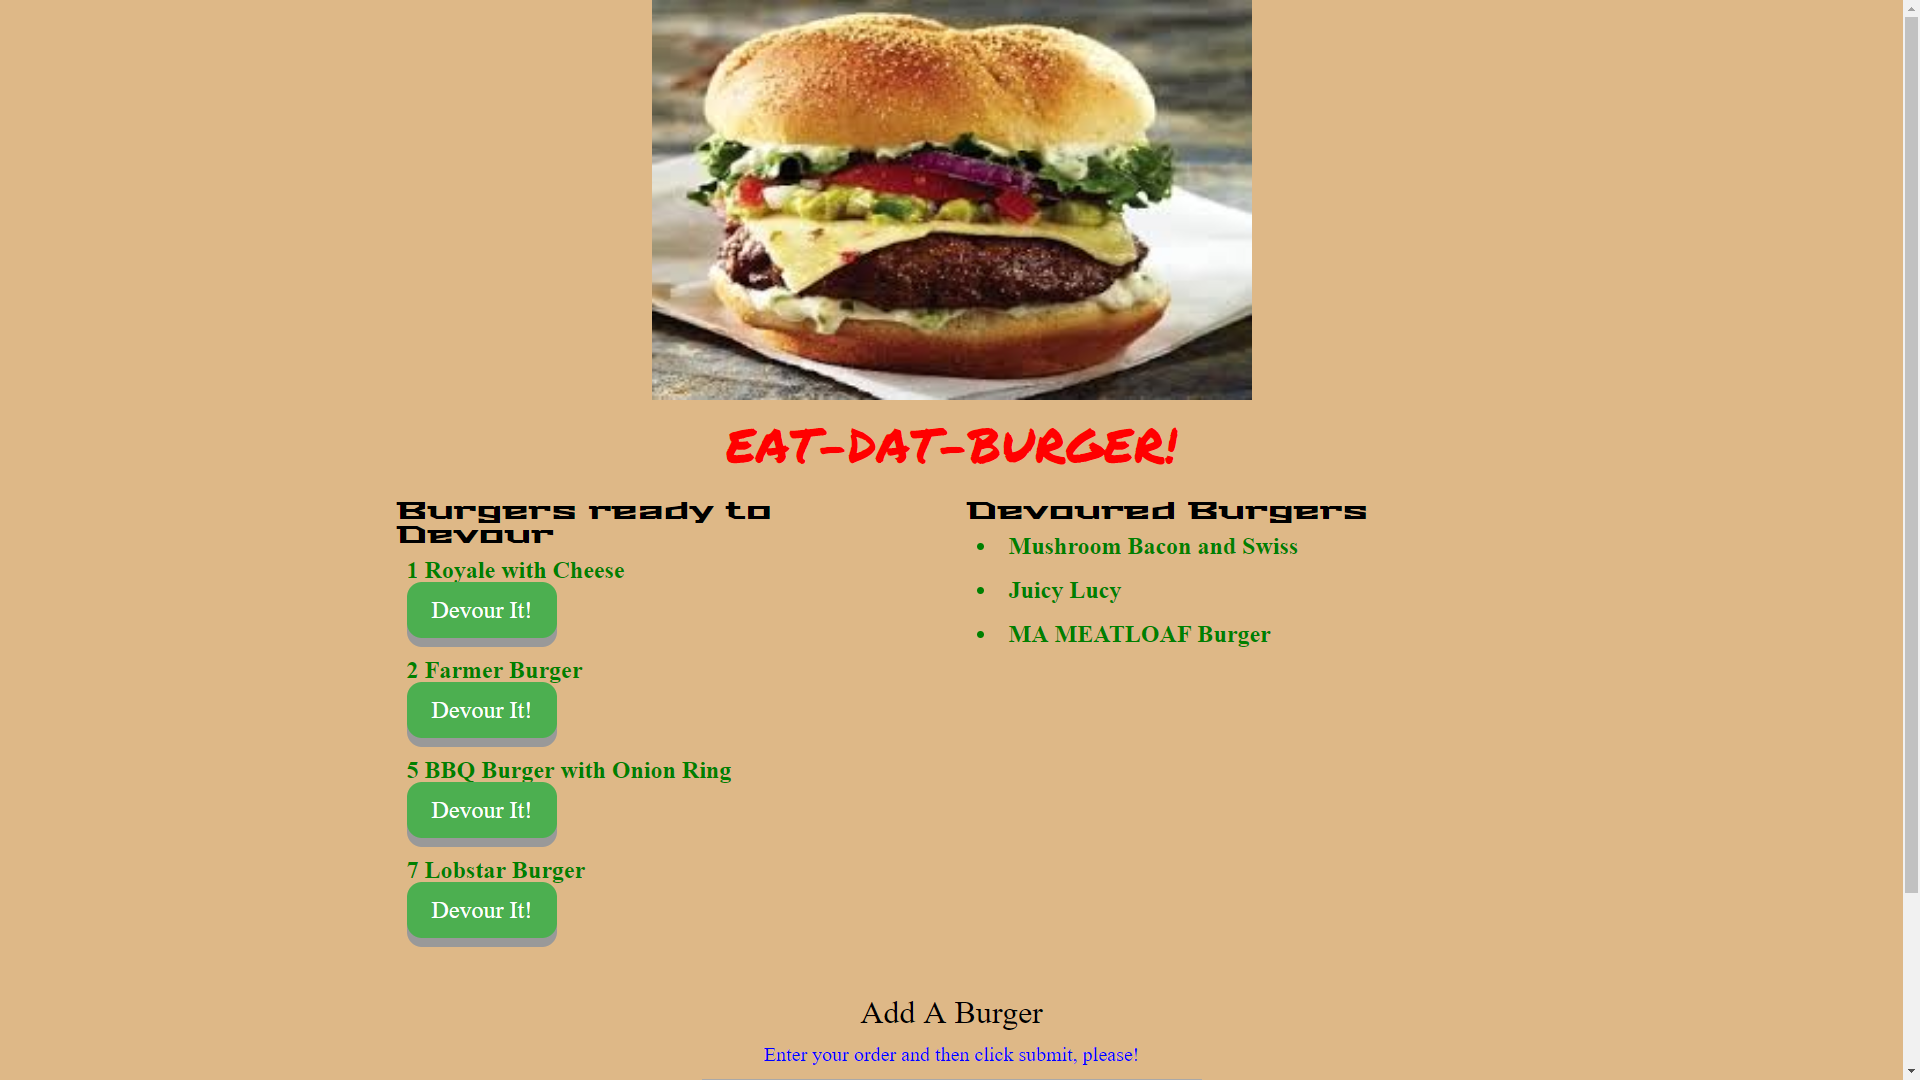 EAT-DAT-BURGER!
Burgers ready to
Devour
1 Royale with Cheese
Devour It!
2 Farmer Burger
Devour It!
5 BBQ Burger with Onion Ring
Devour It!
7 Lobstar Burger
Devour It!
Devoured Burgers
Mushroom Bacon and Swiss
Juicy Lucy
MA MEATLOAF Burger
Add A Burger
Enter your order and then click submit, please!